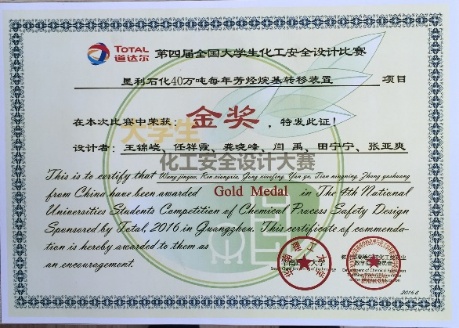 TOTAL
道达尔
第四届全国大学生化工安全设计比赛
星利石化40万吨每年芳烃烷基转移装置 项目
在本次比赛中荣获: 金奖, 特发此证!
大学生
设计者: 王锦峣、任祥霞、龚晓峰、闫禹、田宁宁、张亚爽
化工安全设计大赛
This is to certify that
from China have been awarded Gold Medal in The 4th National
Universities Students Competition of Chemical Process Safety Design
Sponsored by Total, 2016 in Guangzhou. This certificate of commenda-
tion is hereby awarded to them as
an encouragement.
2016.8